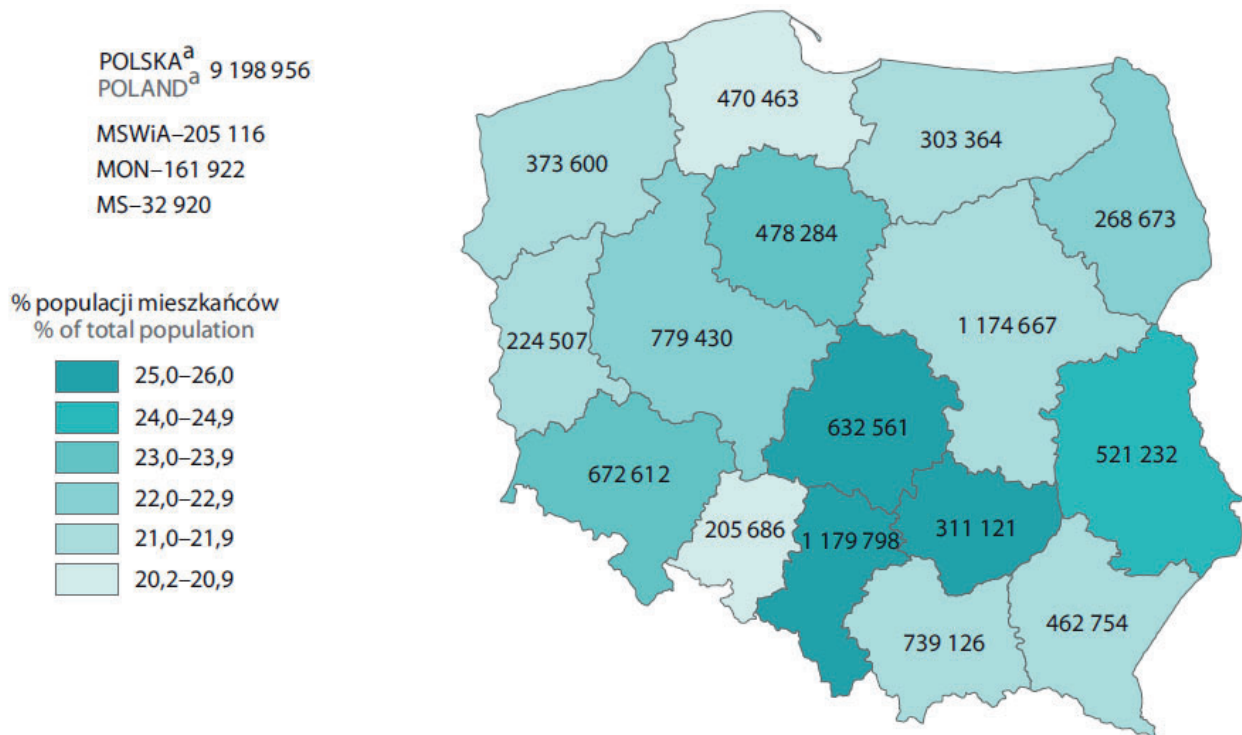 POLSKAᵃ
POLANDᵃ
9 198 956
MSWiA–205 116
MON–161 922
MS–32 920
% populacji mieszkańców
% of total population
25,0–26,0
24,0–24,9
23,0–23,9
22,0–22,9
21,0–21,9
20,2–20,9
470 463
303 364
373 600
268 673
478 284
1 174 667
224 507
779 430
632 561
521 232
672 612
205 686
1 179 798
311 121
462 754
739 126